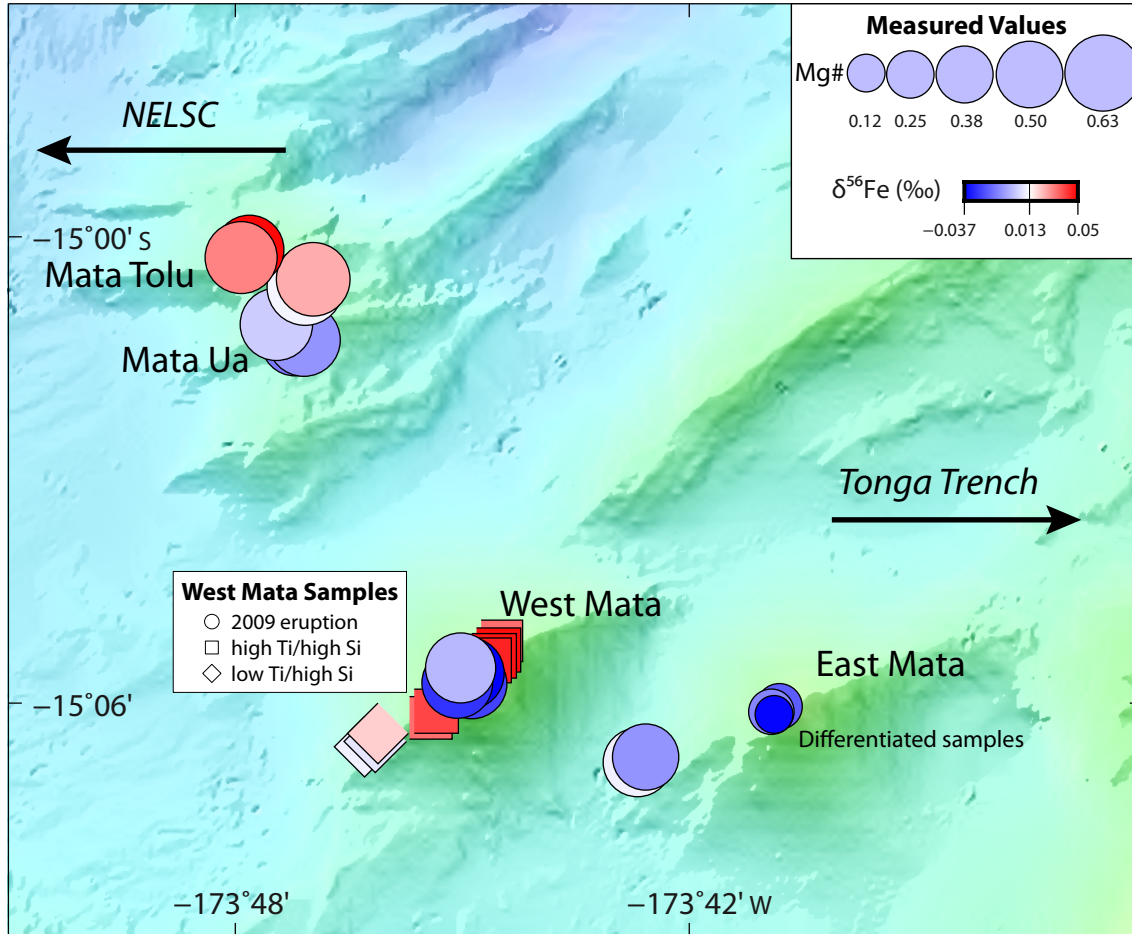 Measured Values
Mg#
0.12 0.25 0.38 0.50 0.63
δ⁵⁶Fe (‰)
−0.037 0.013 0.05
NELSC
−15˚00' S
Mata Tolu
Mata Ua
Tonga Trench
West Mata Samples
2009 eruption
high Ti/high Si
low Ti/high Si
West Mata
East Mata
−15˚06'
Differentiated samples
−173˚48' −173˚42' W